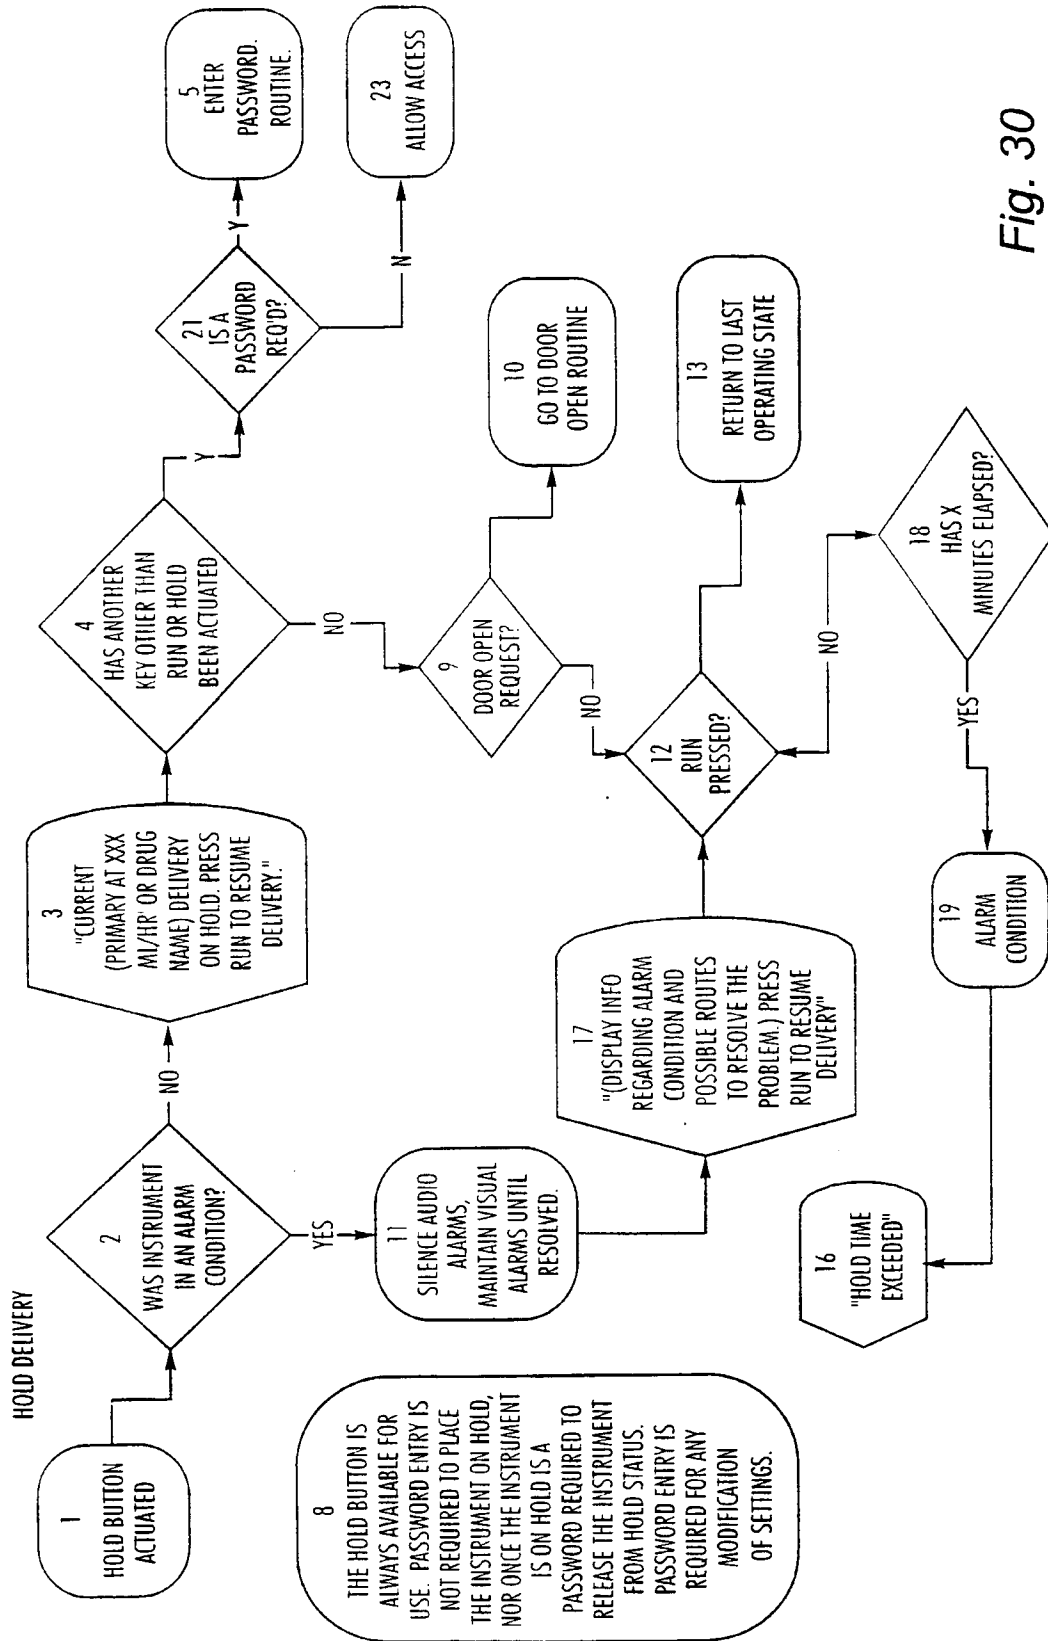 HOLD DELIVERY
1
HOLD BUTTON
ACTUATED
2
WAS INSTRUMENT
IN AN ALARM
CONDITION?
NO
YES
3
"CURRENT
(PRIMARY AT XXX
ML/HR' OR DRUG
NAME) DELIVERY
ON HOLD. PRESS
RUN TO RESUME
DELIVERY."
4
HAS ANOTHER
KEY OTHER THAN
RUN OR HOLD
BEEN ACTUATED
Y
NO
21
IS A
PASSWORD
REQ'D?
Y
N
5
ENTER
PASSWORD.
ROUTINE.
23
ALLOW ACCESS
9
DOOR OPEN
REQUEST?
NO
10
GO TO DOOR
OPEN ROUTINE
11
SILENCE AUDIO
ALARMS,
MAINTAIN VISUAL
ALARMS UNTIL
RESOLVED.
17
"(DISPLAY INFO
REGARDING ALARM
CONDITION AND
POSSIBLE ROUTES
TO RESOLVE THE
PROBLEM.) PRESS
RUN TO RESUME
DELIVERY"
12
RUN
PRESSED?
NO
13
RETURN TO LAST
OPERATING STATE
18
HAS X
MINUTES ELAPSED?
YES
19
ALARM
CONDITION
16
"HOLD TIME
EXCEEDED"
8
THE HOLD BUTTON IS
ALWAYS AVAILABLE FOR
USE. PASSWORD ENTRY IS
NOT REQUIRED TO PLACE
THE INSTRUMENT ON HOLD,
NOR ONCE THE INSTRUMENT
IS ON HOLD IS A
PASSWORD REQUIRED TO
RELEASE THE INSTRUMENT
FROM HOLD STATUS.
PASSWORD ENTRY IS
REQUIRED FOR ANY
MODIFICATION
OF SETTINGS.
Fig. 30